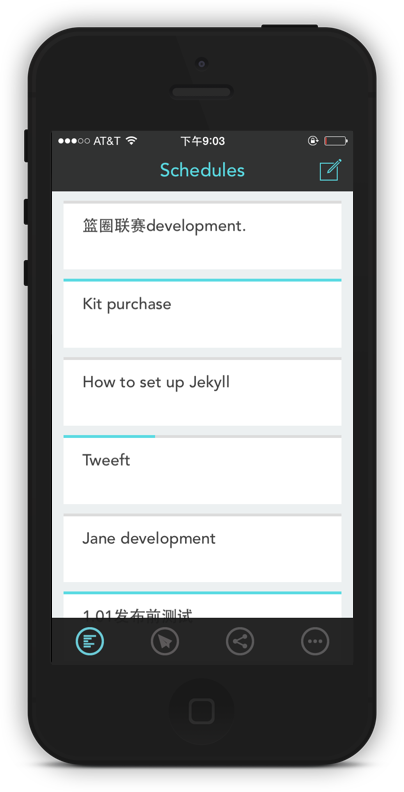 AT&T
下午9:03
Schedules
篮圈联赛development.
Kit purchase
How to set up Jekyll
Tweeft
Jane development
1.01发布前测试